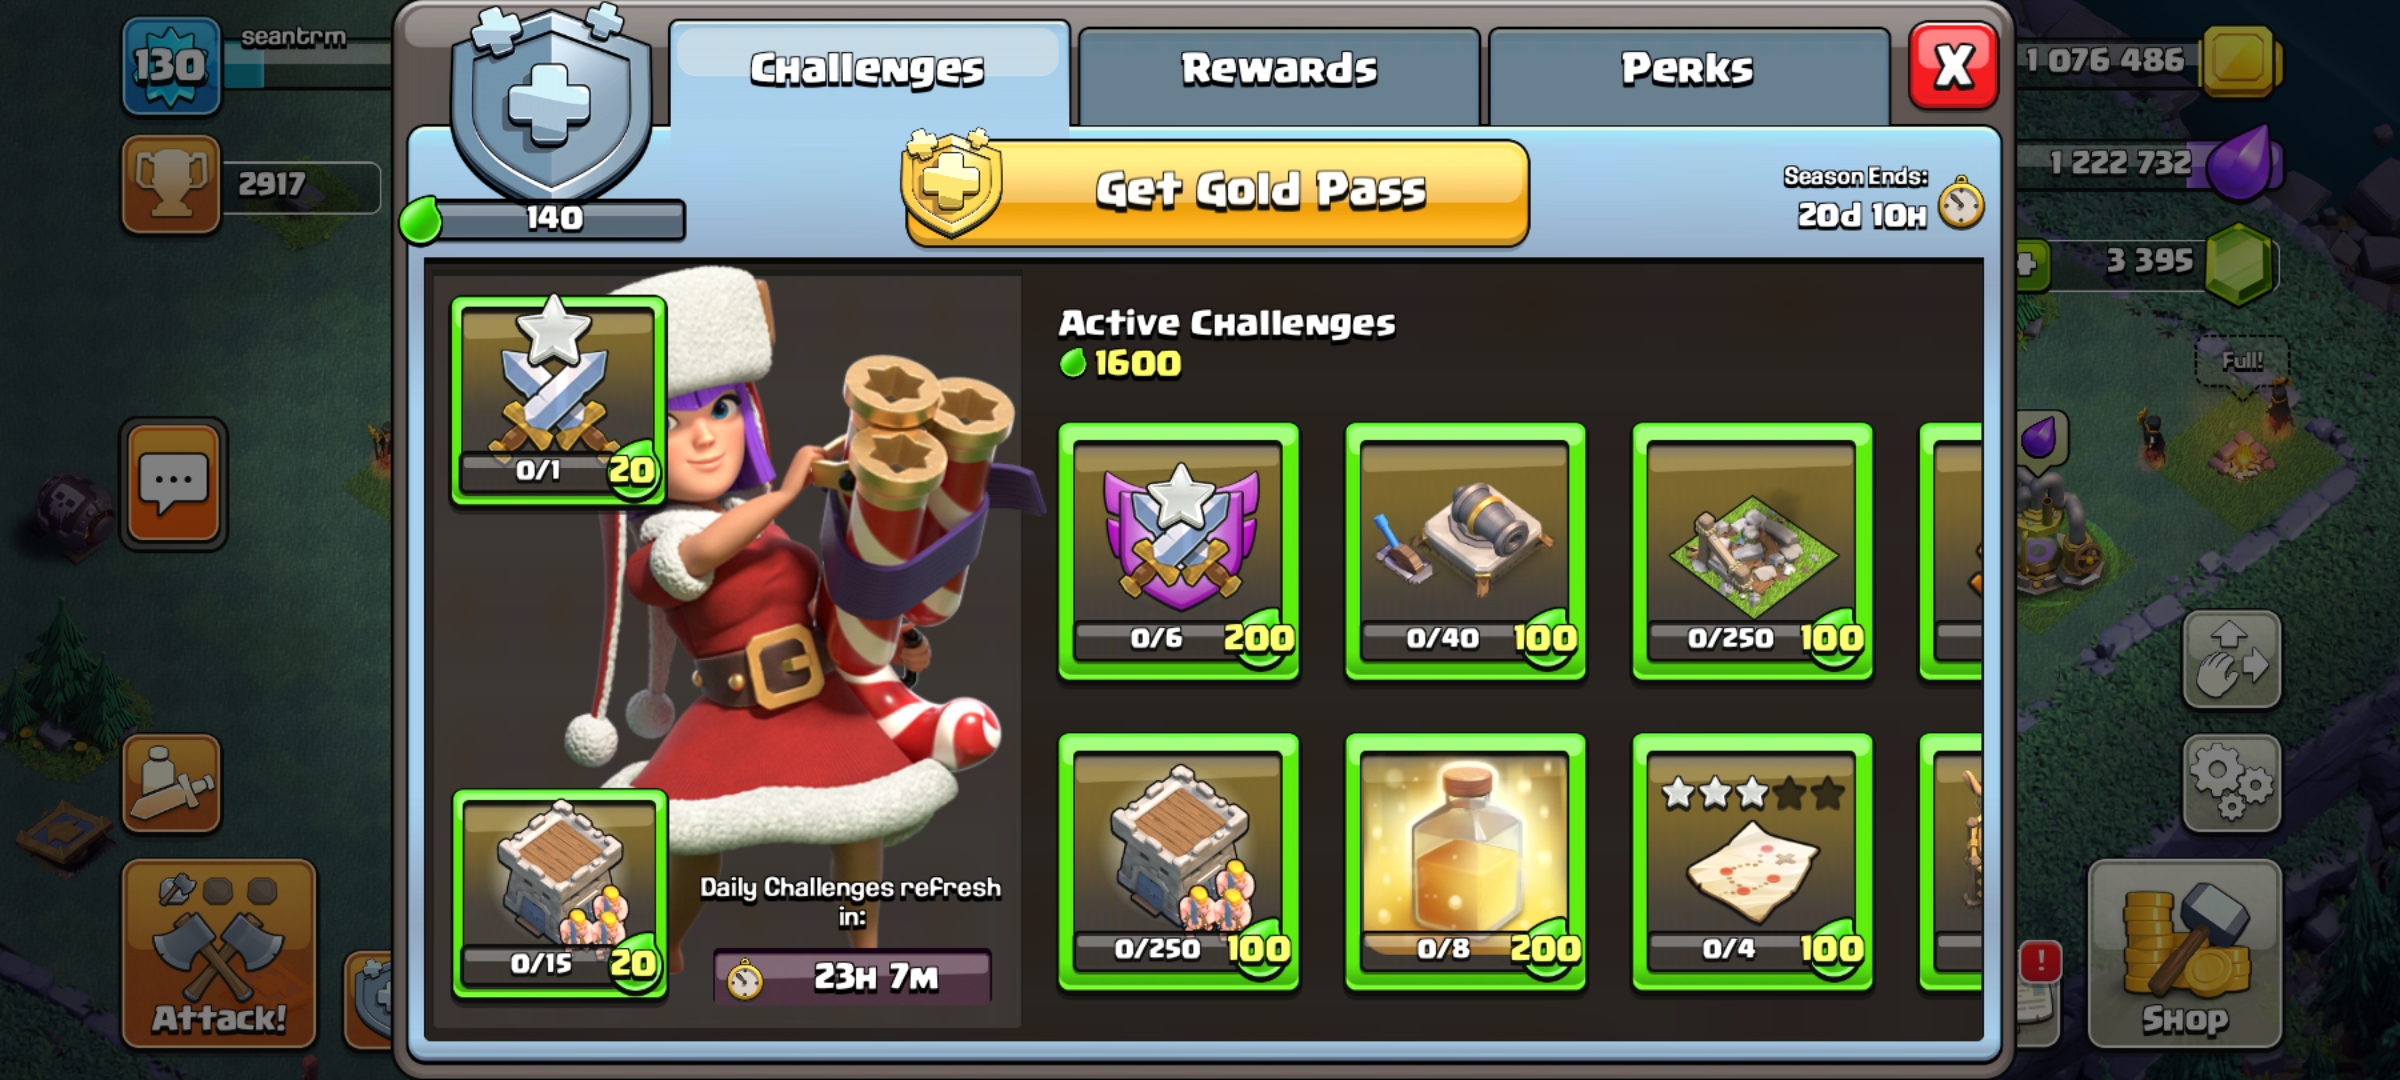 130
seantrm
2917
Challenges
Rewards
Perks
X
1 076 486
1 222 732
3 395
Full!
140
Get Gold Pass
Season Ends:
20d 10H
0/1
20
0/15
20
Daily Challenges refresh
in:
23H 7M
Active Challenges
1600
0/6
200
0/40
100
0/250
100
0/250
100
0/8
200
0/4
100
Attack!
!
Shop